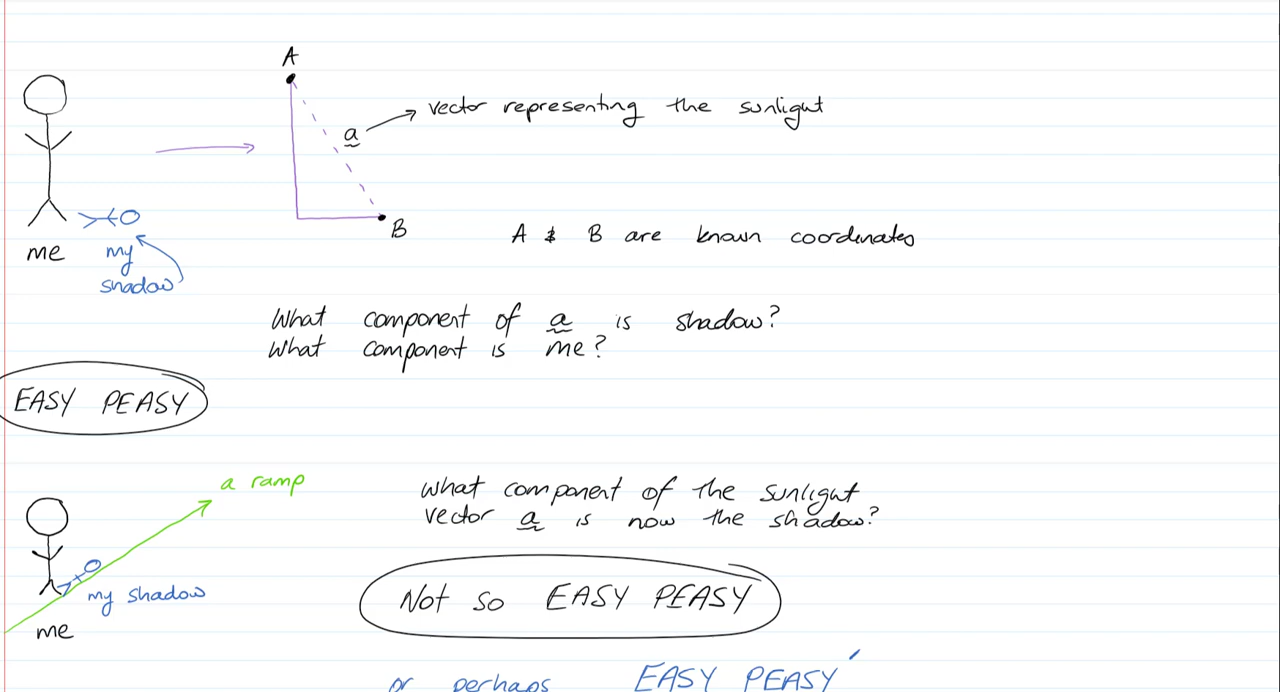 A
a → vector representing the sunlight
B
me
my
shadow
A & B are known coordinates
What component of a is shadow?
What component is me?
EASY PEASY
a ramp
What component of the sunlight
vector a is now the shadow?
my shadow
me
Not so EASY PEASY
or perhaps EASY PEASY